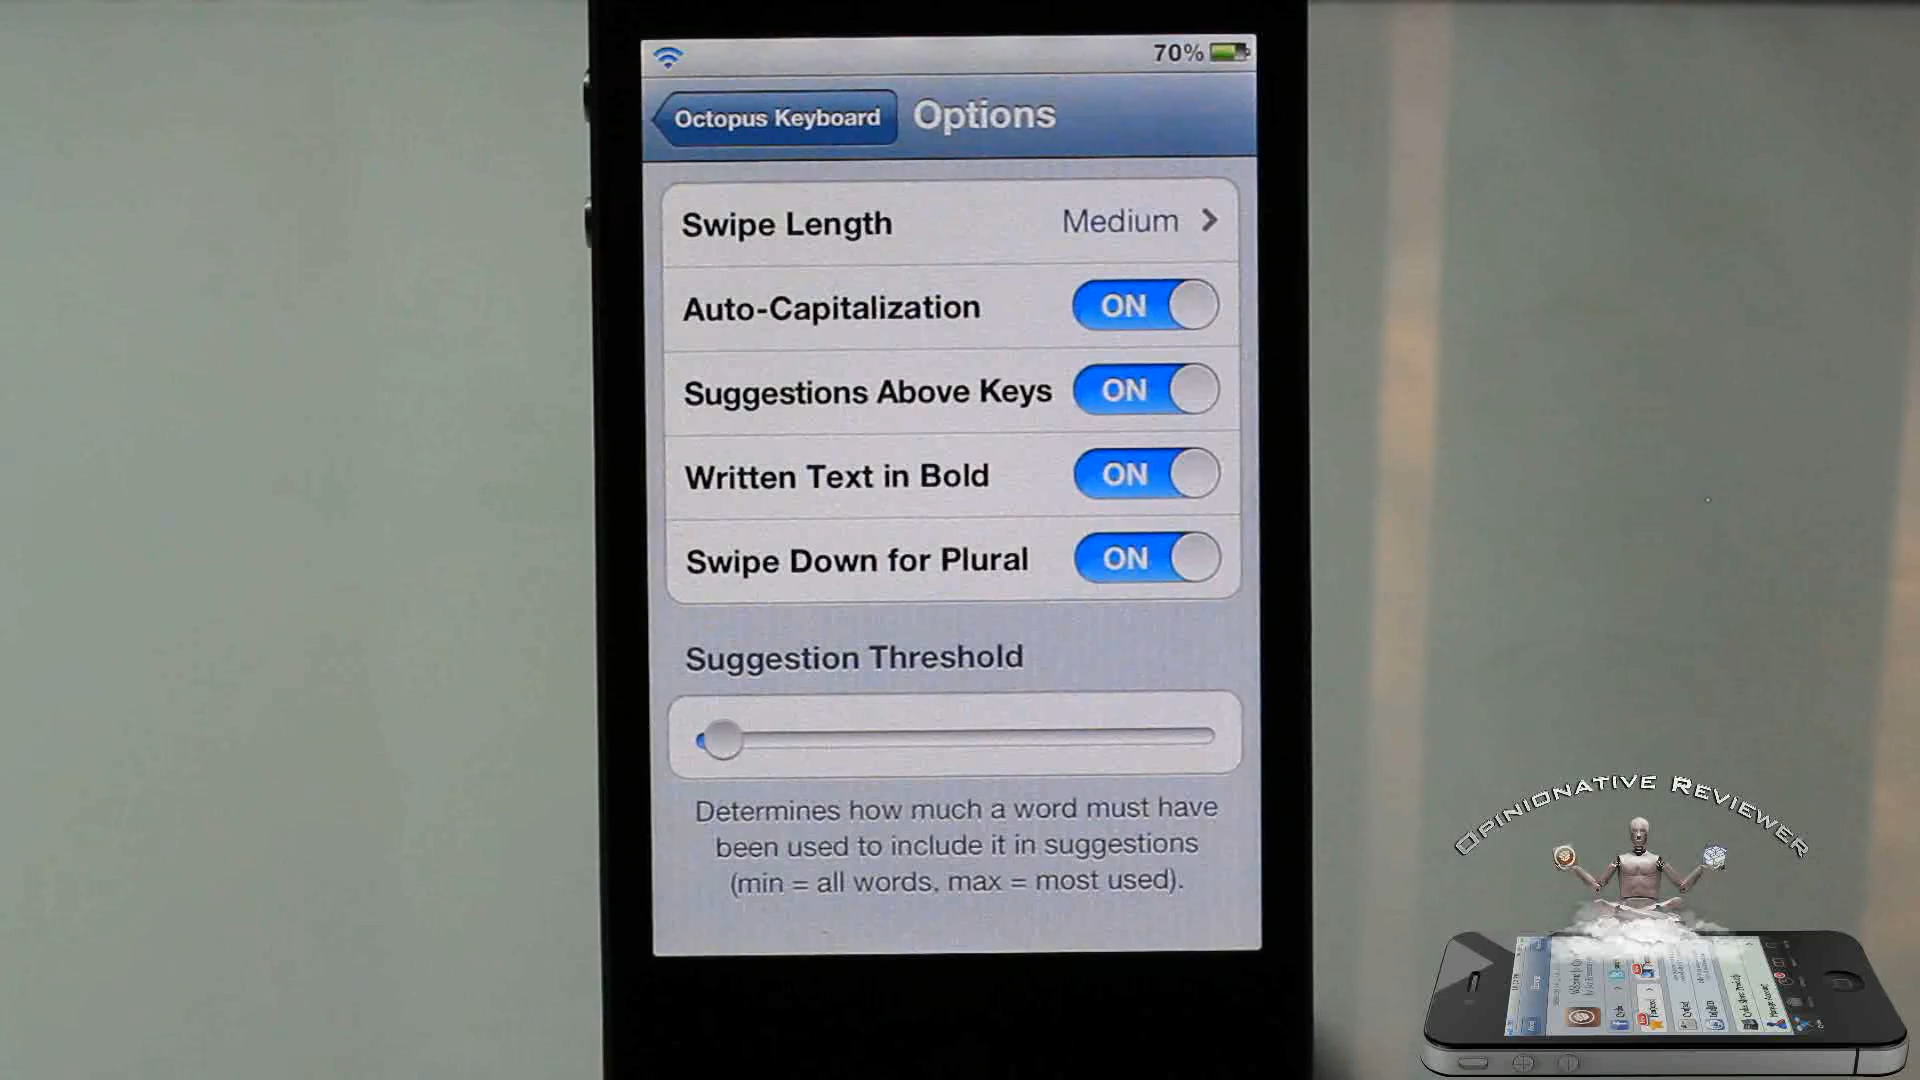 70%
Octopus Keyboard
Options
Swipe Length Medium
Auto-Capitalization ON
Suggestions Above Keys ON
Written Text in Bold ON
Swipe Down for Plural ON
Suggestion Threshold
Determines how much a word must have
been used to include it in suggestions
(min = all words, max = most used).
Opinionative Reviewer